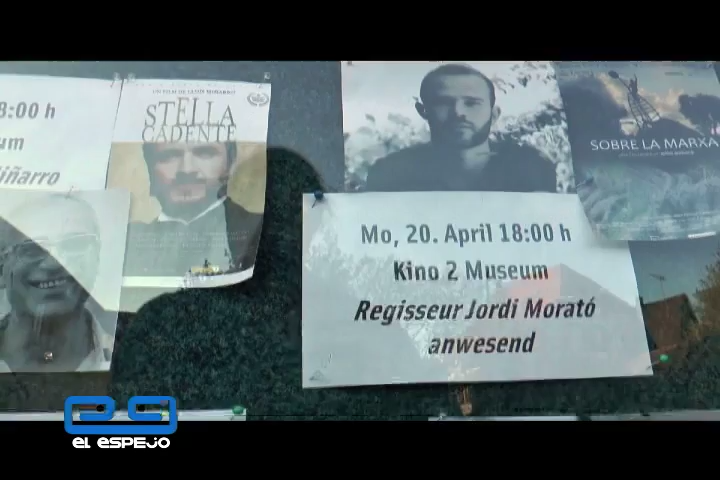 8:00 h
um
iñarro
STELLA
CADENTE
SOBRE LA MARXA
Mo, 20. April 18:00 h
Kino 2 Museum
Regisseur Jordi Morató
anwesend
EL ESPEJO